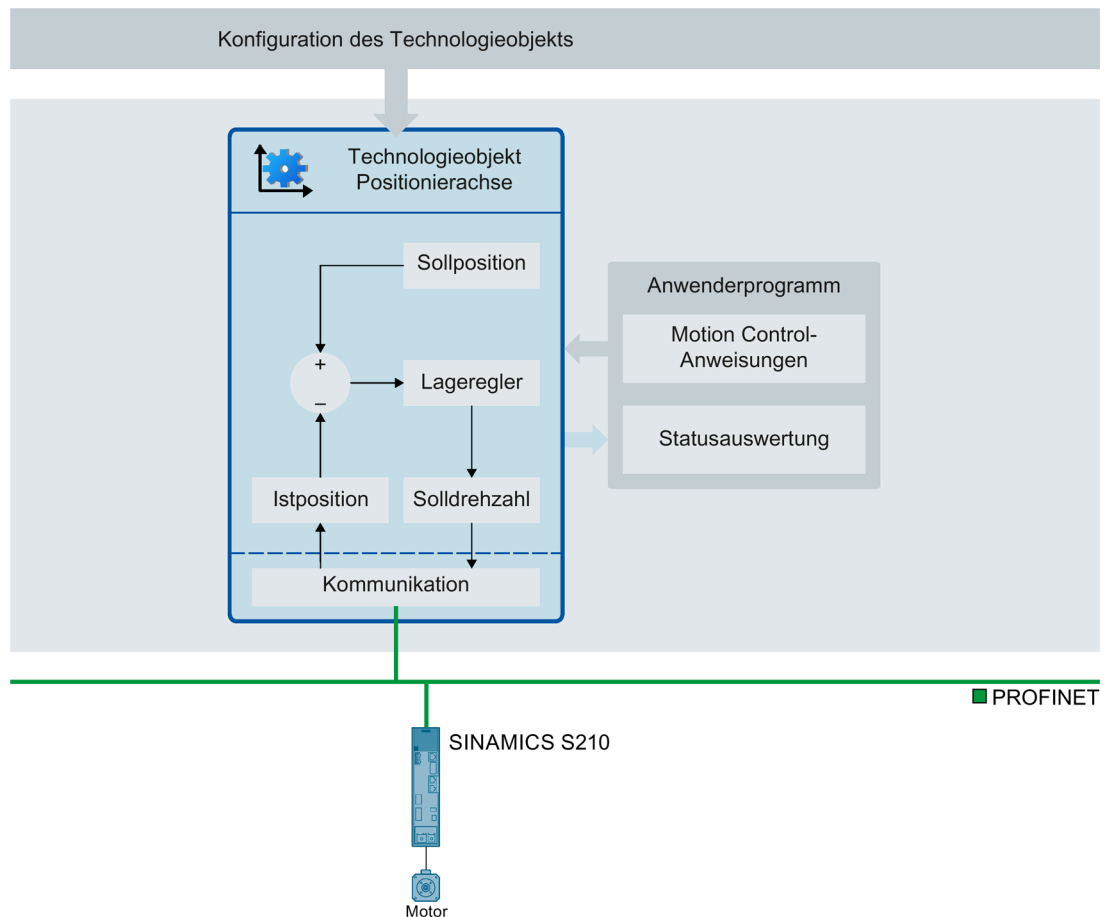 Konfiguration des Technologieobjekts
Technologieobjekt
Positionierachse
Sollposition
Anwenderprogramm
Motion Control-
Anweisungen
+
Lageregler
–
Statusauswertung
Istposition
Solldrehzahl
Kommunikation
PROFINET
SINAMICS S210
Motor